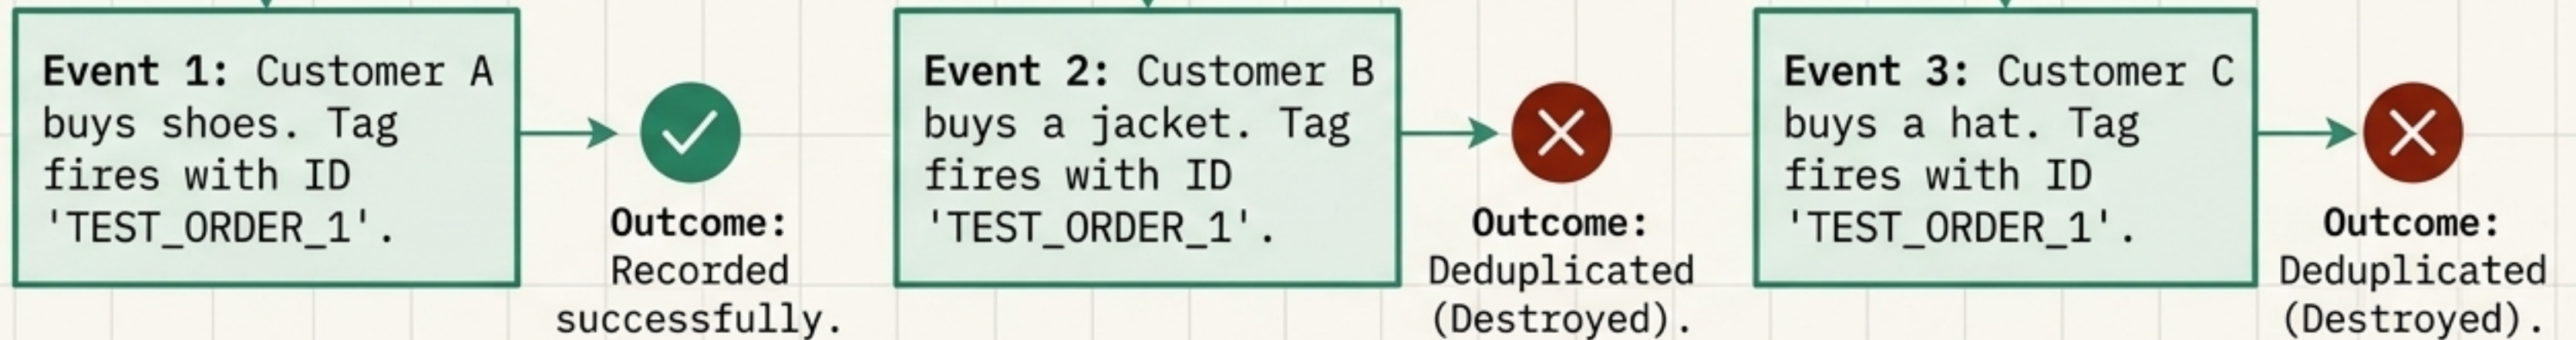 Event 1: Customer A
buys shoes. Tag
fires with ID
'TEST_ORDER_1'.
Outcome:
Recorded
successfully.
Event 2: Customer B
buys a jacket. Tag
fires with ID
'TEST_ORDER_1'.
Outcome:
Deduplicated
(Destroyed).
Event 3: Customer C
buys a hat. Tag
fires with ID
'TEST_ORDER_1'.
Outcome:
Deduplicated
(Destroyed).